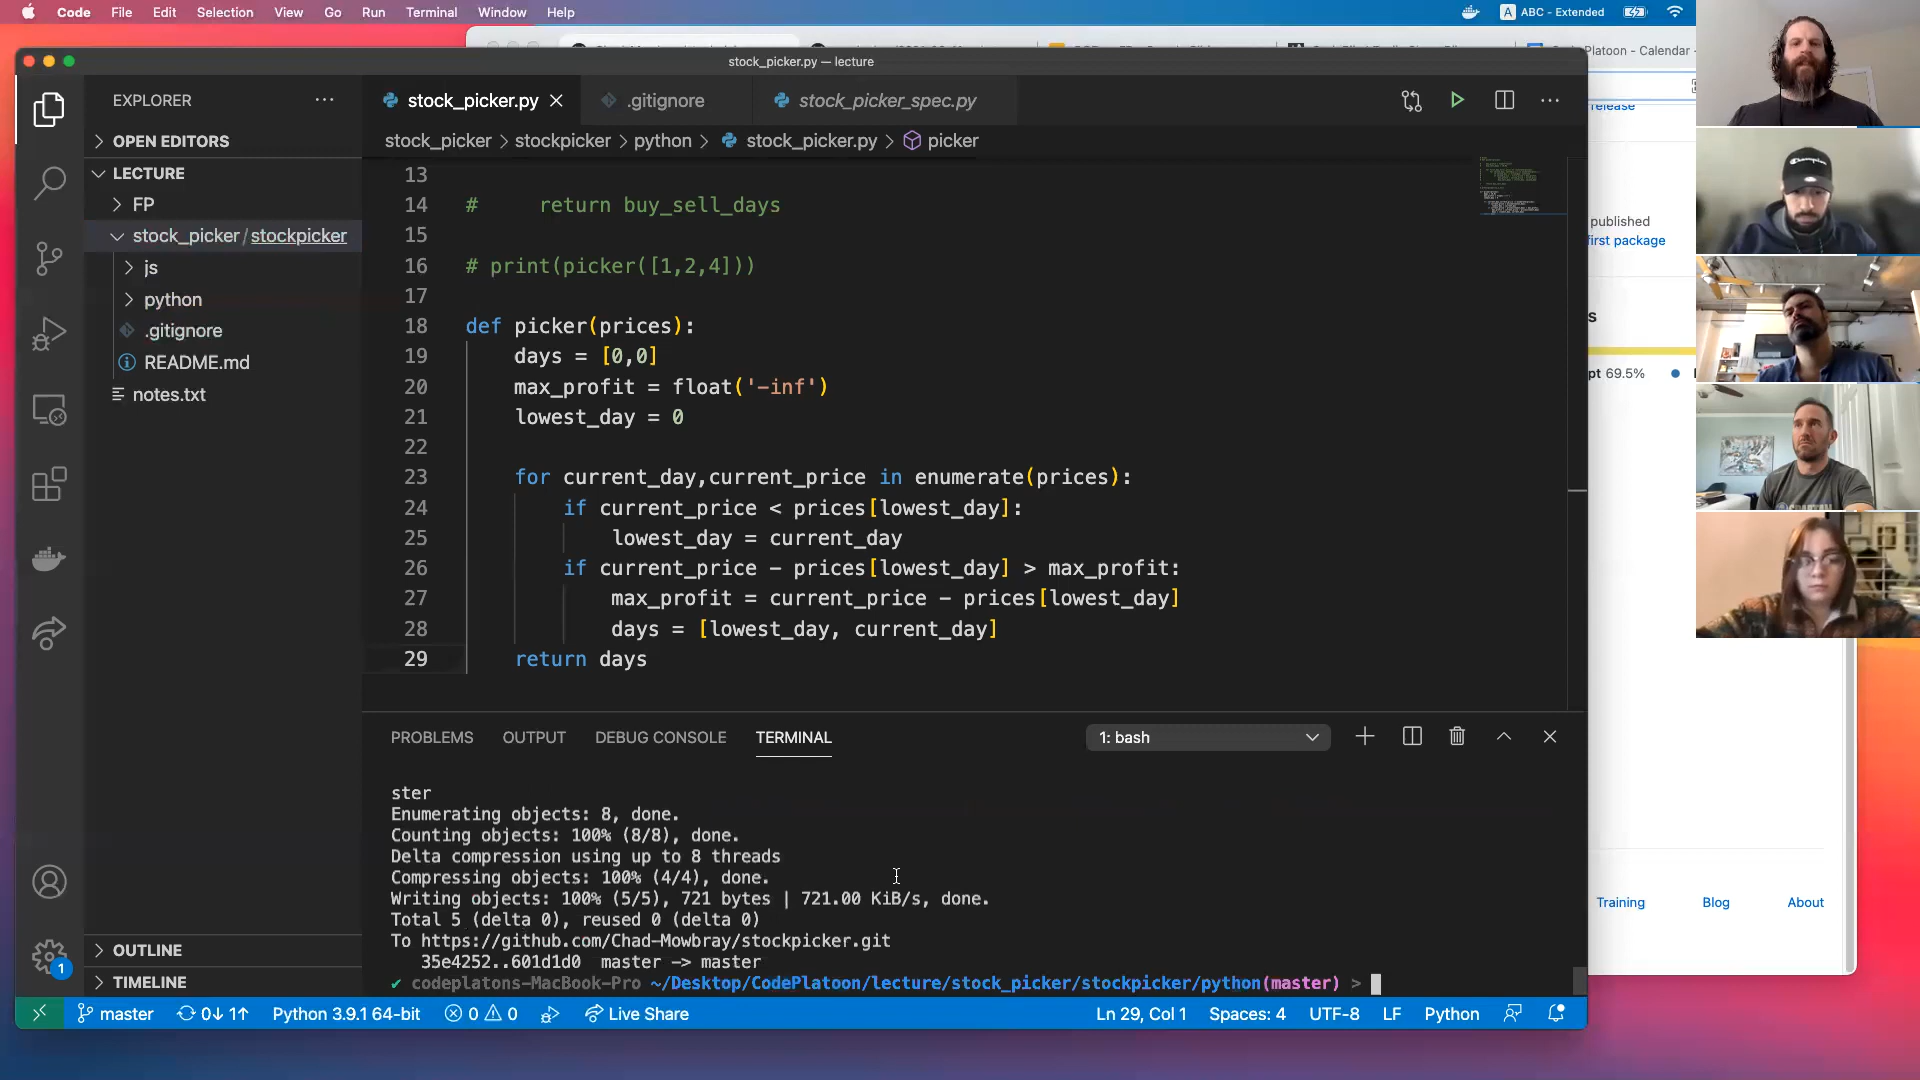 Code File Edit Selection View Go Run Terminal Window Help
A ABC - Extended
stock_picker.py — lecture
Platoon - Calendar
EXPLORER ···
stock_picker.py
.gitignore
stock_picker_spec.py
release
OPEN EDITORS
stock_picker > stockpicker > python > stock_picker.py > picker
LECTURE
FP
stock_picker / stockpicker
js
python
.gitignore
README.md
notes.txt
13
14 # return buy_sell_days
15
16 # print(picker([1,2,4]))
17
18 def picker(prices):
19 days = [0,0]
20 max_profit = float('-inf')
21 lowest_day = 0
22
23 for current_day,current_price in enumerate(prices):
24 if current_price < prices[lowest_day]:
25 lowest_day = current_day
26 if current_price - prices[lowest_day] > max_profit:
27 max_profit = current_price - prices[lowest_day]
28 days = [lowest_day, current_day]
29 return days
published
first package
s
pt 69.5%
Champion
SPARTAN
PROBLEMS OUTPUT DEBUG CONSOLE TERMINAL
1: bash
ster
Enumerating objects: 8, done.
Counting objects: 100% (8/8), done.
Delta compression using up to 8 threads
Compressing objects: 100% (4/4), done.
Writing objects: 100% (5/5), 721 bytes | 721.00 KiB/s, done.
Total 5 (delta 0), reused 0 (delta 0)
To https://github.com/Chad-Mowbray/stockpicker.git
35e4252..601d1d0 master -> master
✔ codeplatons-MacBook-Pro ~/Desktop/CodePlatoon/lecture/stock_picker/stockpicker/python(master) >
Training Blog About
OUTLINE
TIMELINE
1
master 0↓ 1↑ Python 3.9.1 64-bit 0 0 Live Share Ln 29, Col 1 Spaces: 4 UTF-8 LF Python